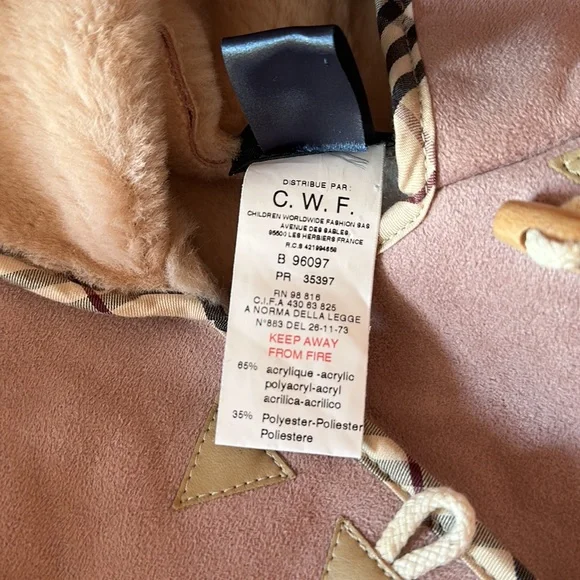 DISTRIBUE PAR:
C. W. F.
CHILDREN WORLDWIDE FASHION SAS
AVENUE DES SABLES
85500 LES HERBIERS FRANCE
R.C.S 421994558
B 96097
PR 35397
RN 98 816
C.I.F.A 430 63 825
A NORMA DELLA LEGGE
N°883 DEL 26-11-73
KEEP AWAY
FROM FIRE
65% acrylique -acrylic
polyacryl-acryl
acrilica-acrilico
35% Polyester-Poliester
Poliestere